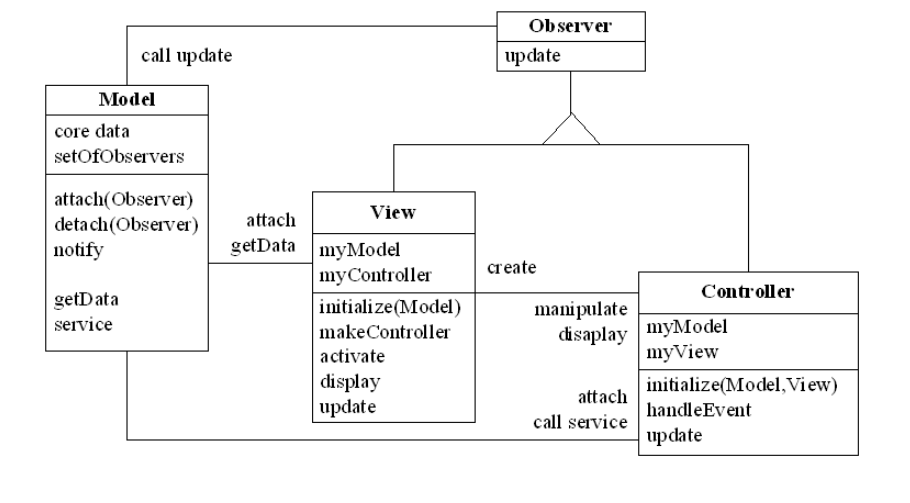 Observer
update
call update
Model
core data
setOfObservers
attach(Observer)
detach(Observer)
notify
getData
service
attach
getData
View
myModel
myController
initialize(Model)
makeController
activate
display
update
create
manipulate
disaplay
attach
call service
Controller
myModel
myView
initialize(Model,View)
handleEvent
update